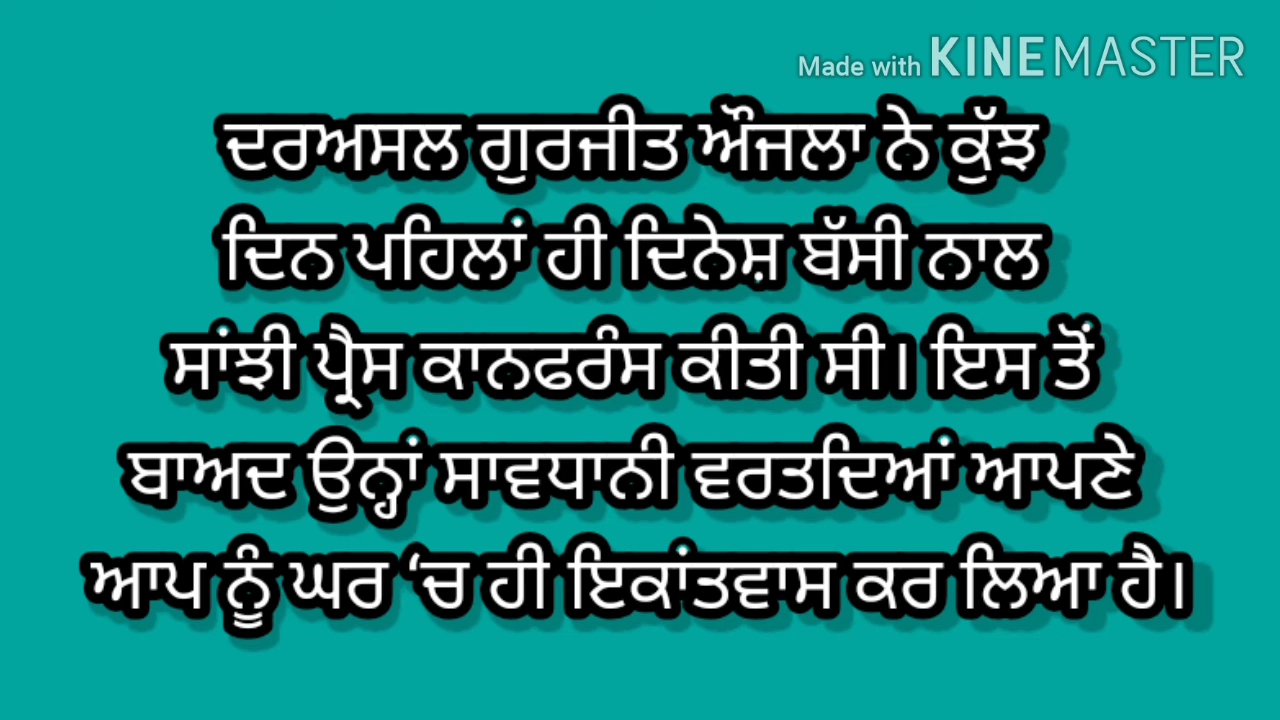 Made with KINEMASTER
ਦਰਅਸਲ ਗੁਰਜੀਤ ਔਜਲਾ ਨੇ ਕੁੱਝ
ਦਿਨ ਪਹਿਲਾਂ ਹੀ ਦਿਨੇਸ਼ ਬੱਸੀ ਨਾਲ
ਸਾਂਝੀ ਪ੍ਰੈਸ ਕਾਨਫਰੰਸ ਕੀਤੀ ਸੀ। ਇਸ ਤੋਂ
ਬਾਅਦ ਉਨ੍ਹਾਂ ਸਾਵਧਾਨੀ ਵਰਤਦਿਆਂ ਆਪਣੇ
ਆਪ ਨੂੰ ਘਰ ‘ਚ ਹੀ ਇਕਾਂਤਵਾਸ ਕਰ ਲਿਆ ਹੈ।